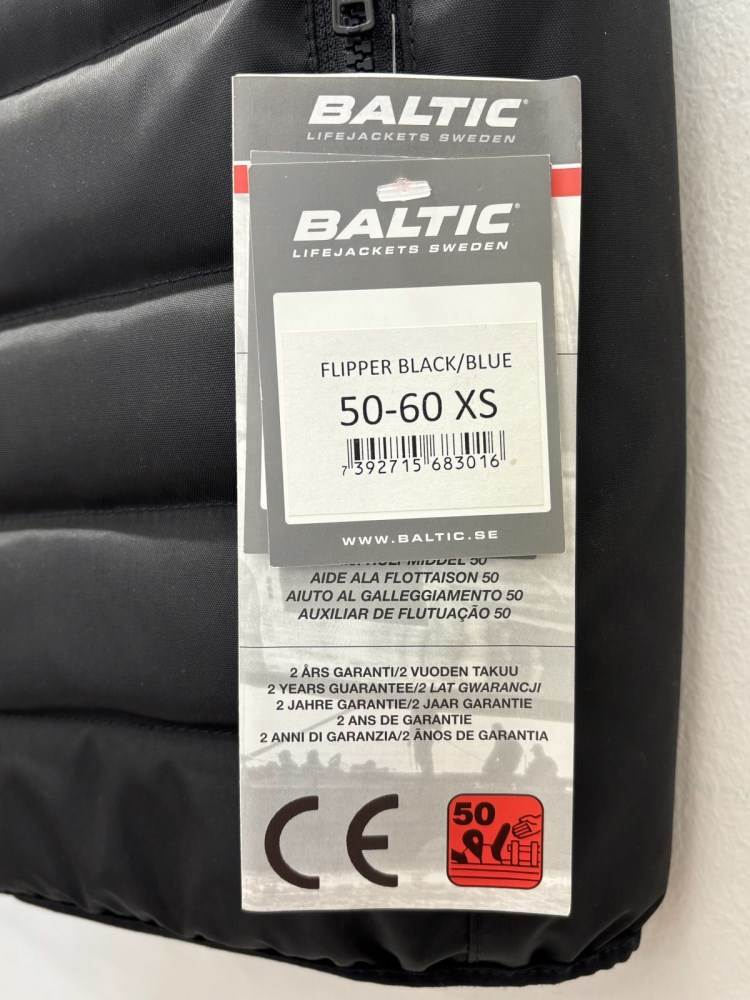 BALTIC
LIFEJACKETS SWEDEN
BALTIC
LIFEJACKETS SWEDEN
FLIPPER BLACK/BLUE
50-60 XS
7 392715 683016
WWW.BALTIC.SE
AIDE ALA FLOTTAISON 50
AIUTO AL GALLEGGIAMENTO 50
AUXILIAR DE FLUTUAÇÃO 50
2 ÅRS GARANTI/2 VUODEN TAKUU
2 YEARS GUARANTEE/2 LAT GWARANCJI
2 JAHRE GARANTIE/2 JAAR GARANTIE
2 ANS DE GARANTIE
2 ANNI DI GARANZIA/2 ÃNOS DE GARANTIA
CE
50